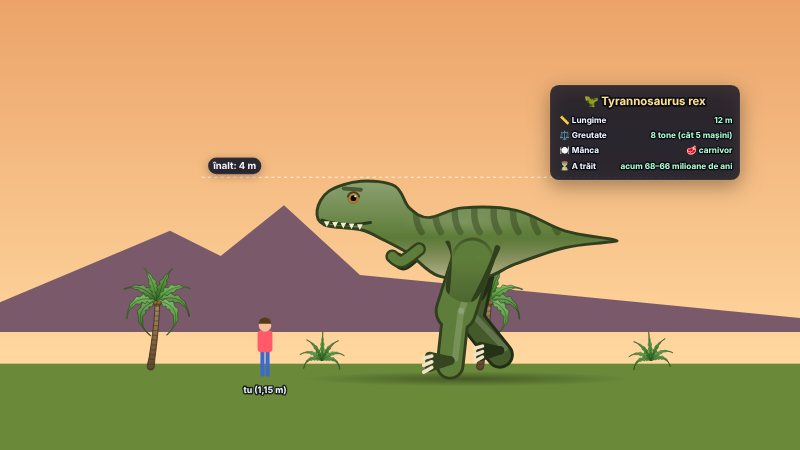 🦖 Tyrannosaurus rex
📏 Lungime 12 m
⚖️ Greutate 8 tone (cât 5 mașini)
🍽️ Mânca 🥩 carnivor
⏳ A trăit acum 68–66 milioane de ani
înalt: 4 m
tu (1,15 m)